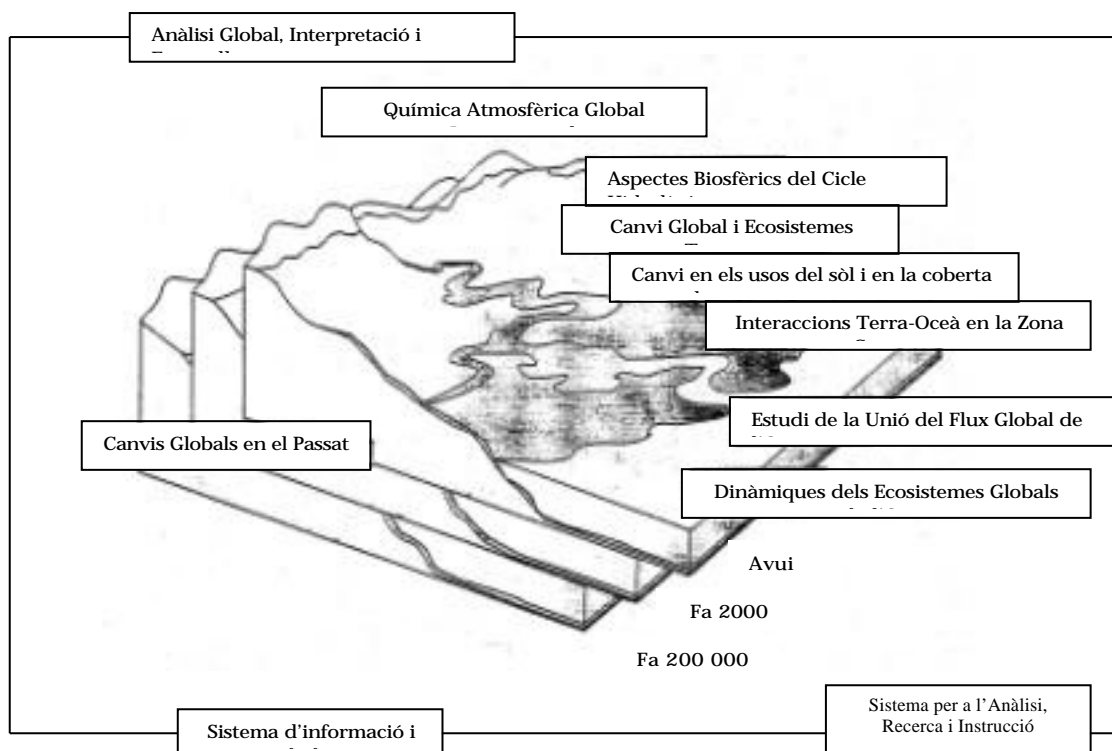 Anàlisi Global, Interpretació i
Química Atmosfèrica Global
Aspectes Biosfèrics del Cicle
Canvi Global i Ecosistemes
Canvi en els usos del sòl i en la coberta
Interaccions Terra-Oceà en la Zona
Estudi de la Unió del Flux Global de
Canvis Globals en el Passat
Dinàmiques dels Ecosistemes Globals
Avui
Fa 2000
Fa 200 000
Sistema per a l’Anàlisi,
Recerca i Instrucció
Sistema d’informació i